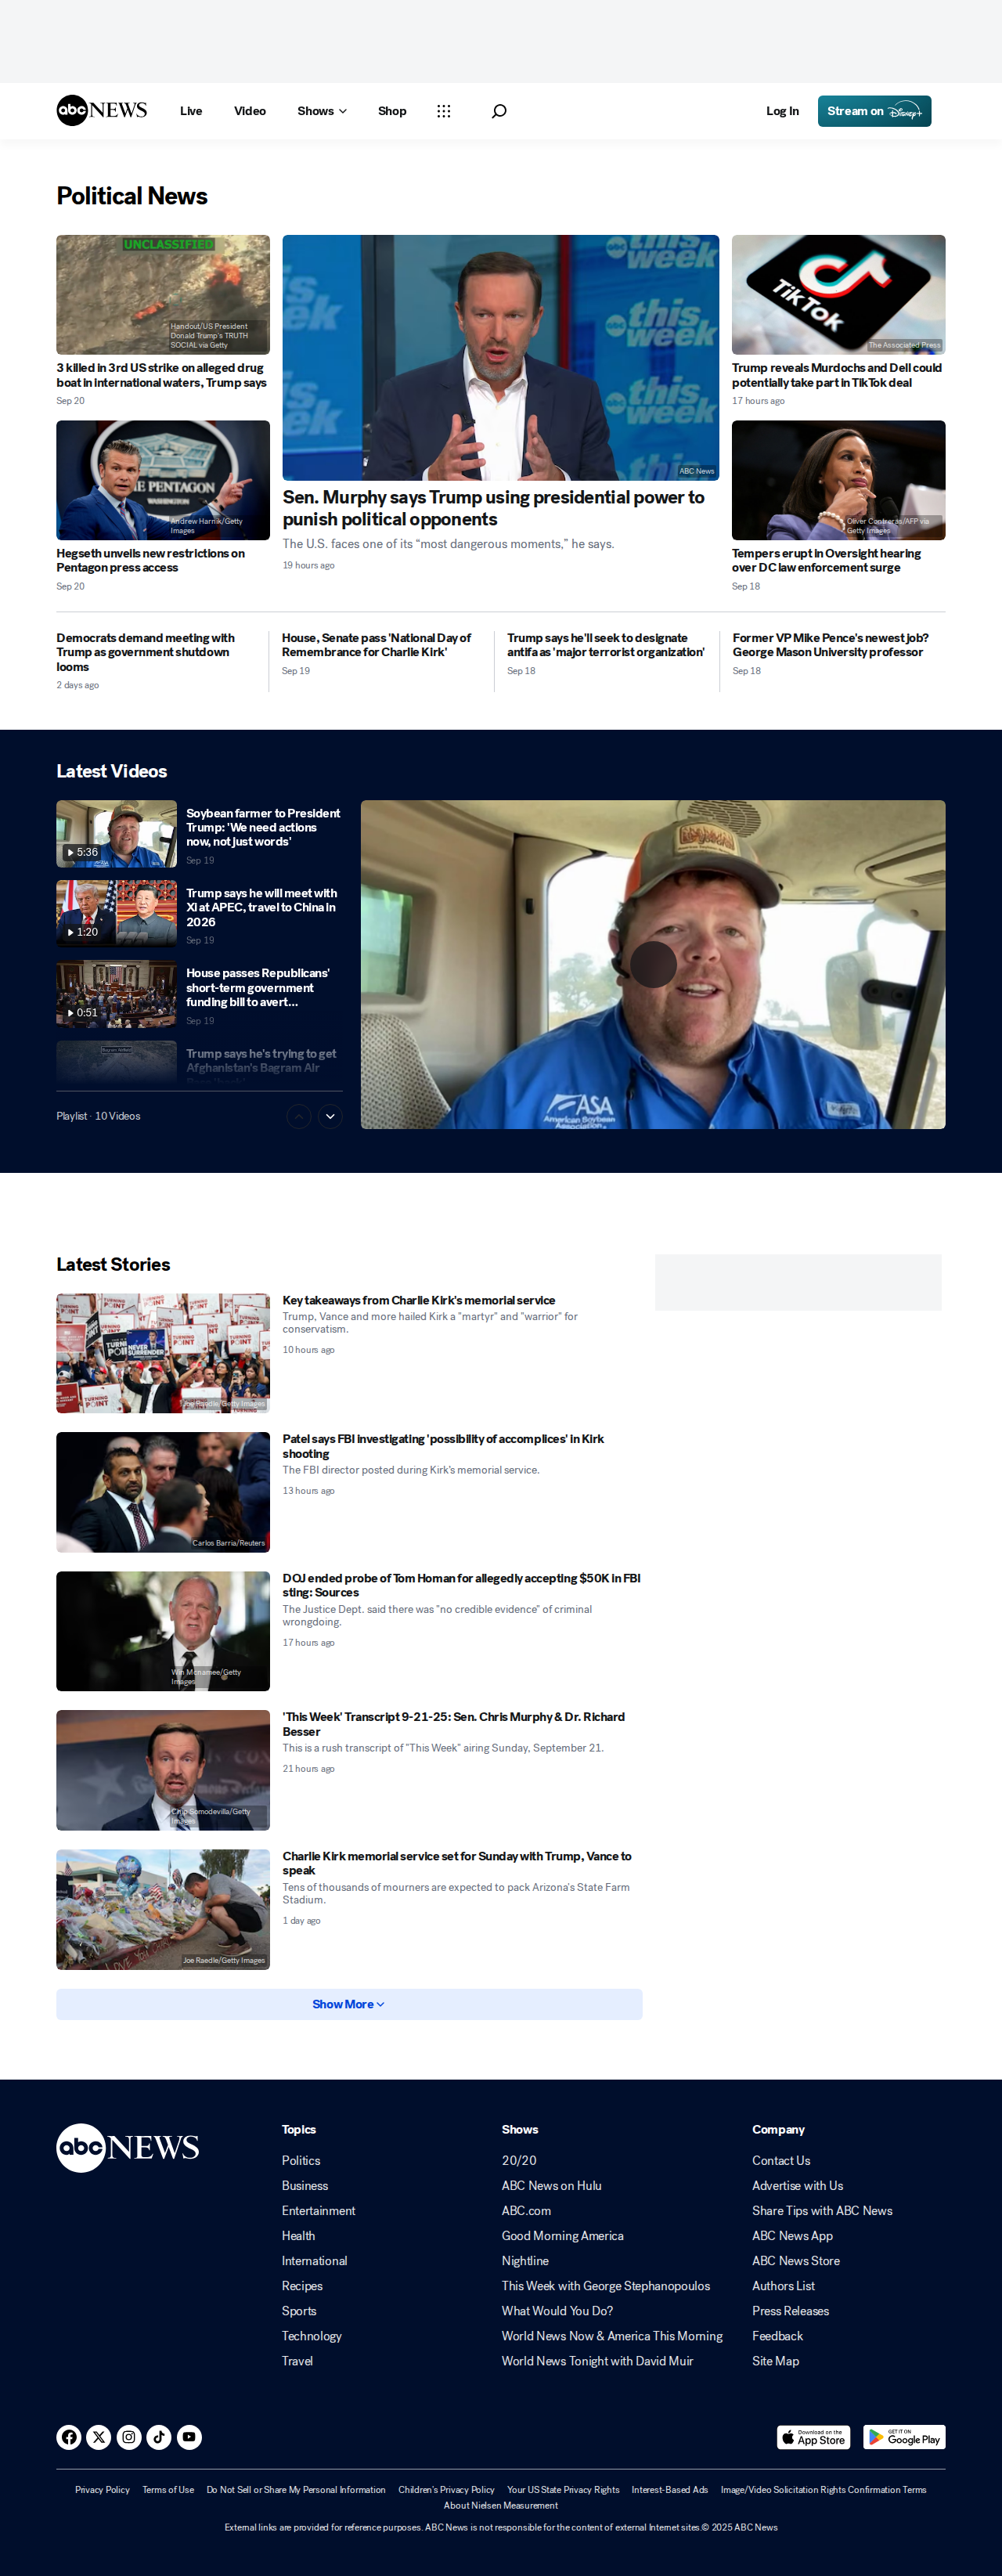 abc NEWS
Live
Video
Shows
Shop
Log In
Stream on Disney+
Political News
UNCLASSIFIED
Handout/US President
Donald Trump's TRUTH
SOCIAL via Getty
3 killed in 3rd US strike on alleged drug
boat in international waters, Trump says
Sep 20
THE PENTAGON
Andrew Harnik/Getty
Images
Hegseth unveils new restrictions on
Pentagon press access
Sep 20
abc NEWS
this
week
ABC News
Sen. Murphy says Trump using presidential power to
punish political opponents
The U.S. faces one of its “most dangerous moments,” he says.
19 hours ago
TikTok
The Associated Press
Trump reveals Murdochs and Dell could
potentially take part in TikTok deal
17 hours ago
Oliver Contreras/AFP via
Getty Images
Tempers erupt in Oversight hearing
over DC law enforcement surge
Sep 18
Democrats demand meeting with
Trump as government shutdown
looms
2 days ago
House, Senate pass 'National Day of
Remembrance for Charlie Kirk'
Sep 19
Trump says he'll seek to designate
antifa as 'major terrorist organization'
Sep 18
Former VP Mike Pence's newest job?
George Mason University professor
Sep 18
Latest Videos
5:36
Soybean farmer to President
Trump: 'We need actions
now, not just words'
Sep 19
1:20
Trump says he will meet with
Xi at APEC, travel to China in
2026
Sep 19
0:51
House passes Republicans'
short-term government
funding bill to avert...
Sep 19
Trump says he's trying to get
Afghanistan's Bagram Air
Playlist · 10 Videos
ASA
American Soybean
Association
Latest Stories
TURNING
POINT
NEVER
SURRENDER
Joe Raedle/Getty Images
Key takeaways from Charlie Kirk's memorial service
Trump, Vance and more hailed Kirk a "martyr" and "warrior" for
conservatism.
10 hours ago
Carlos Barria/Reuters
Patel says FBI investigating 'possibility of accomplices' in Kirk
shooting
The FBI director posted during Kirk’s memorial service.
13 hours ago
Win Mcnamee/Getty
Images
DOJ ended probe of Tom Homan for allegedly accepting $50K in FBI
sting: Sources
The Justice Dept. said there was "no credible evidence" of criminal
wrongdoing.
17 hours ago
Chip Somodevilla/Getty
Images
'This Week' Transcript 9-21-25: Sen. Chris Murphy & Dr. Richard
Besser
This is a rush transcript of "This Week" airing Sunday, September 21.
21 hours ago
Joe Raedle/Getty Images
Charlie Kirk memorial service set for Sunday with Trump, Vance to
speak
Tens of thousands of mourners are expected to pack Arizona's State Farm
Stadium.
1 day ago
Show More
abc NEWS
Topics
Politics
Business
Entertainment
Health
International
Recipes
Sports
Technology
Travel
Shows
20/20
ABC News on Hulu
ABC.com
Good Morning America
Nightline
This Week with George Stephanopoulos
What Would You Do?
World News Now & America This Morning
World News Tonight with David Muir
Company
Contact Us
Advertise with Us
Share Tips with ABC News
ABC News App
ABC News Store
Authors List
Press Releases
Feedback
Site Map
Download on the
App Store
GET IT ON
Google Play
Privacy Policy
Terms of Use
Do Not Sell or Share My Personal Information
Children's Privacy Policy
Your US State Privacy Rights
Interest-Based Ads
Image/Video Solicitation Rights Confirmation Terms
About Nielsen Measurement
External links are provided for reference purposes. ABC News is not responsible for the content of external Internet sites.© 2025 ABC News